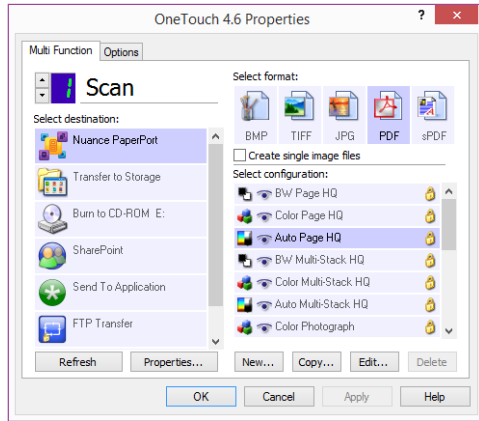 OneTouch 4.6 Properties
?
×
Multi Function
Options
1
Scan
Select destination:
Nuance PaperPort
Transfer to Storage
Burn to CD-ROM E:
SharePoint
Send To Application
FTP Transfer
Refresh
Properties...
Select format:
BMP
TIFF
JPG
PDF
sPDF
Create single image files
Select configuration:
BW Page HQ
Color Page HQ
Auto Page HQ
BW Multi-Stack HQ
Color Multi-Stack HQ
Auto Multi-Stack HQ
Color Photograph
New...
Copy...
Edit...
Delete
OK
Cancel
Apply
Help